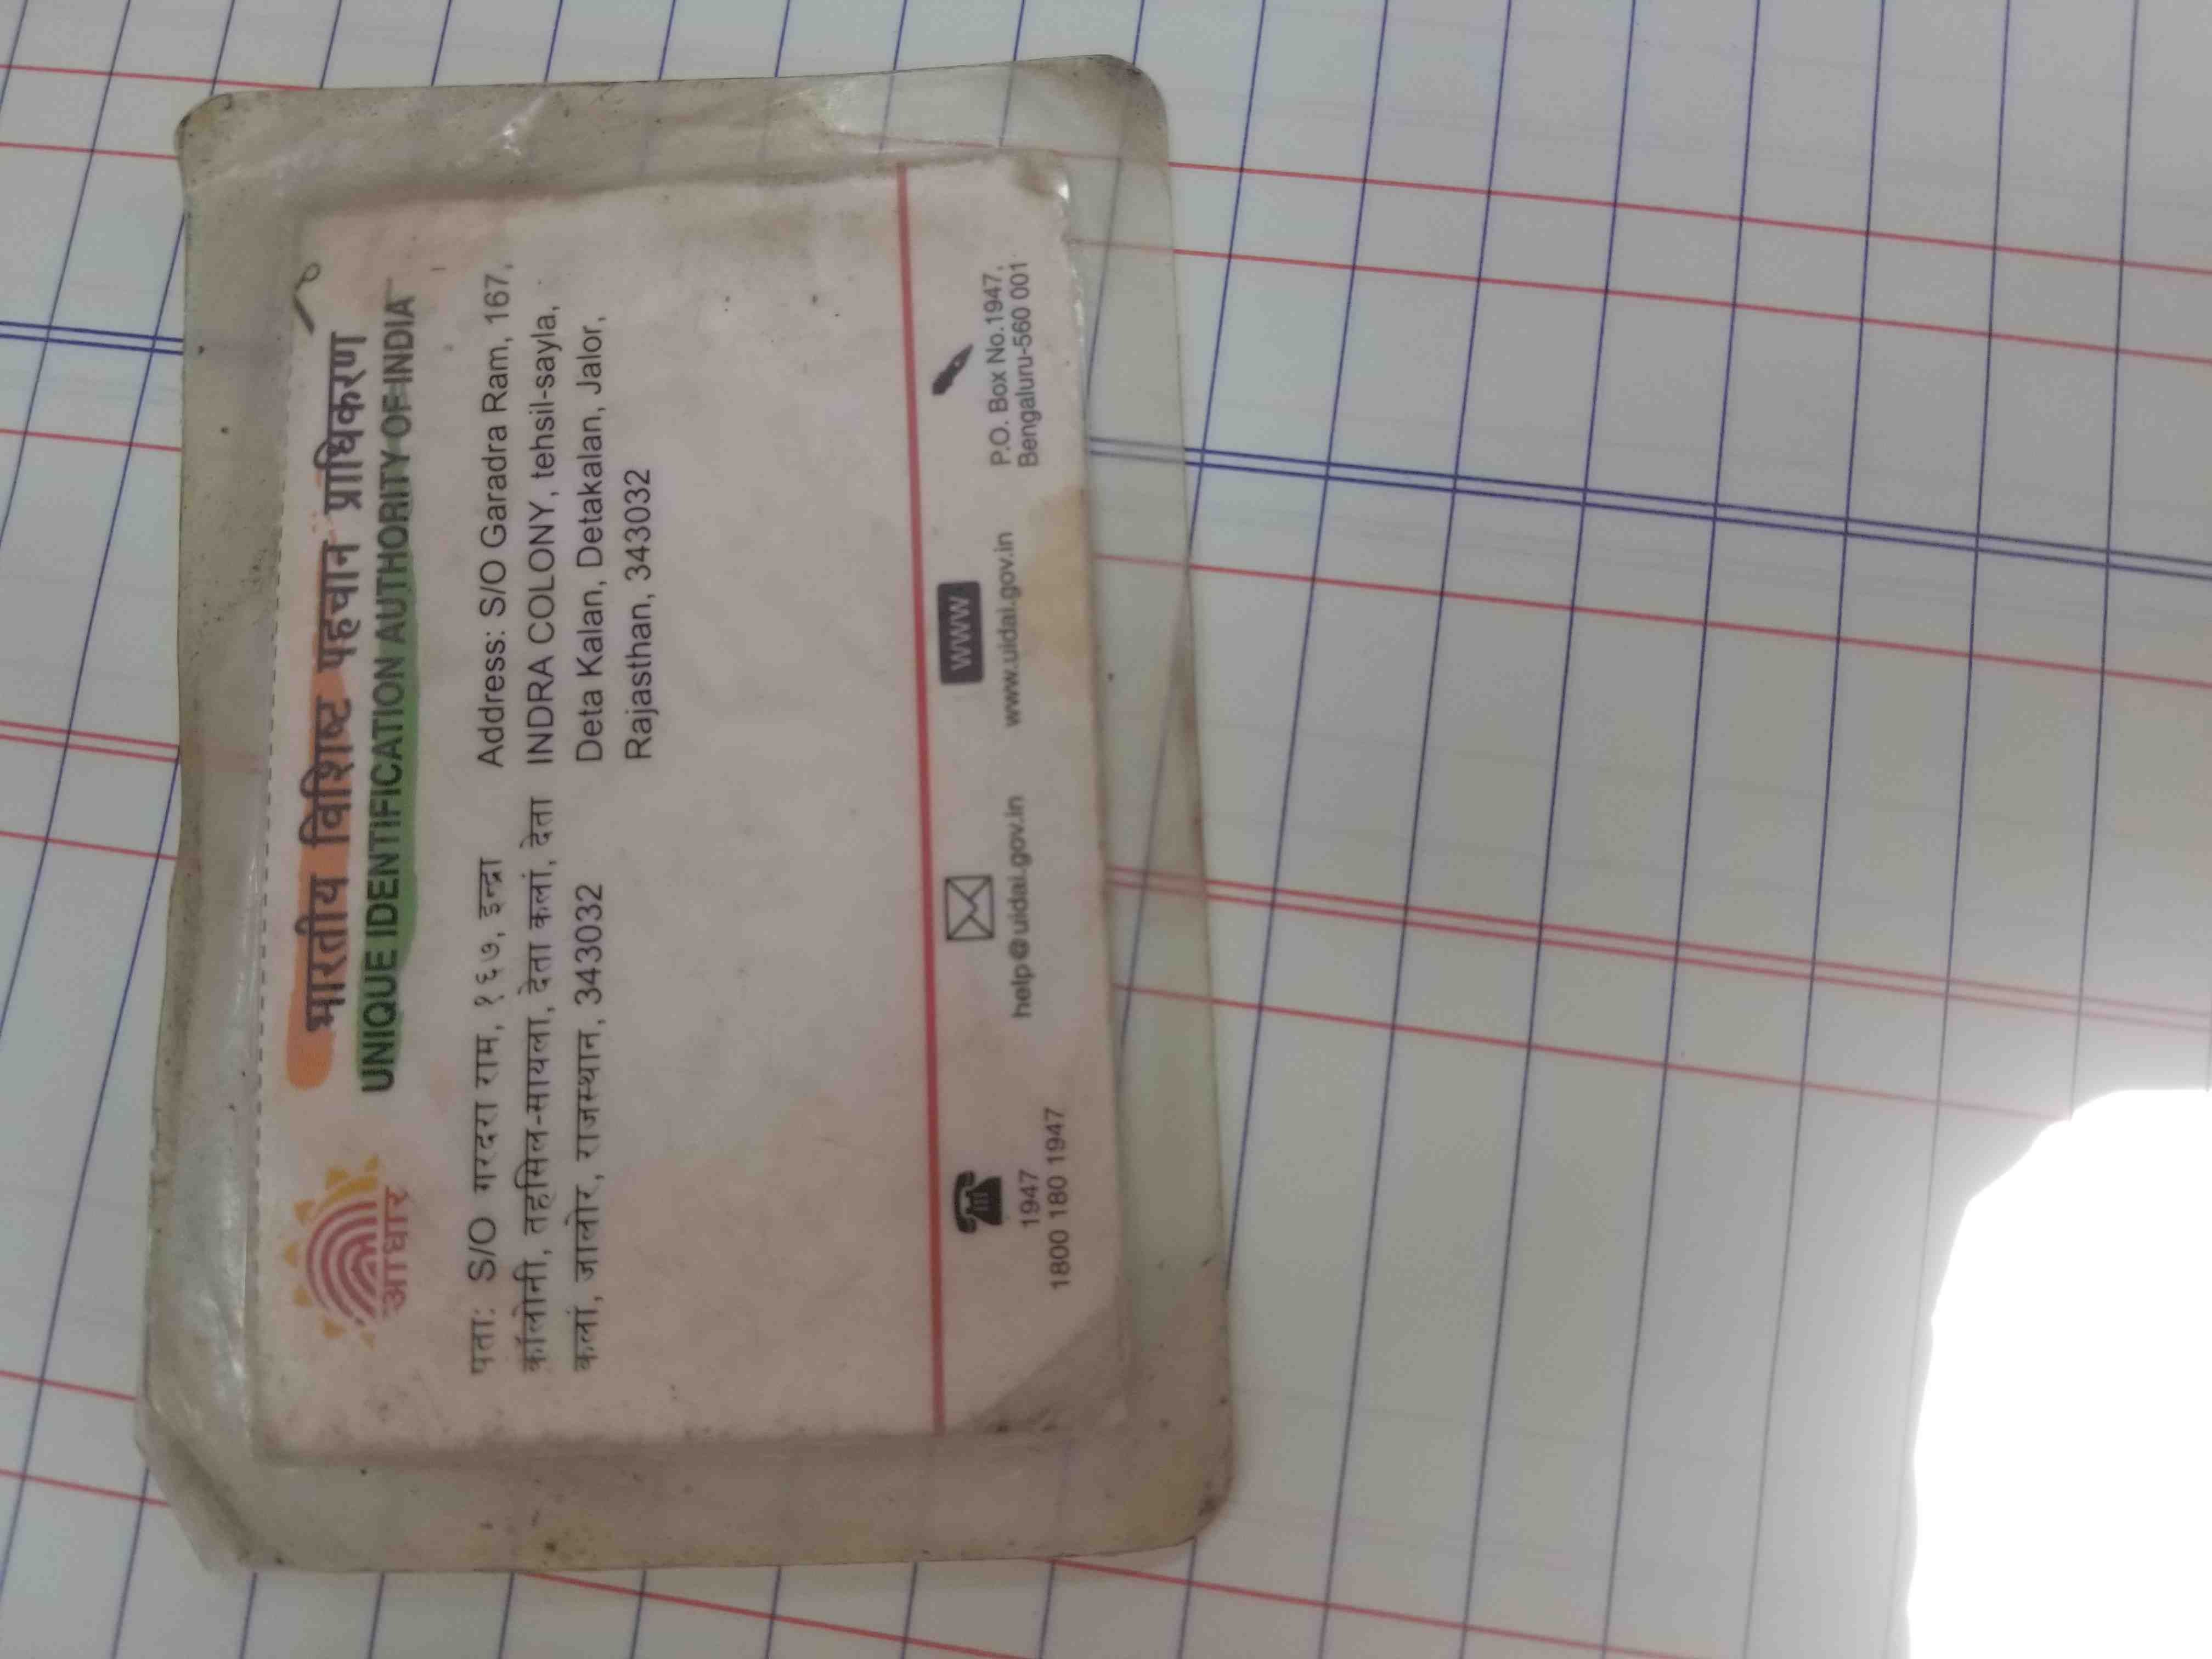 भारतीय विशिष्ट पहचान प्राधिकरण
UNIQUE IDENTIFICATION AUTHORITY OF INDIA
आधार
पता: S/O गरदरा राम, १६७, इन्द्रा
कॉलोनी, तहसिल-सायला, देता कलां, देता
कलां, जालोर, राजस्थान, 343032
Address: S/O Garadra Ram, 167,
INDRA COLONY, tehsil-sayla,
Deta Kalan, Detakalan, Jalor,
Rajasthan, 343032
1947
1800 180 1947
help@uidai.gov.in
WWW
www.uidai.gov.in
P.O. Box No.1947,
Bengaluru-560 001